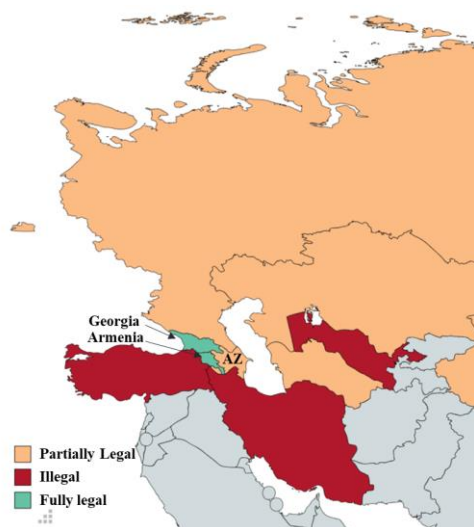 Georgia
Armenia
AZ
Partially Legal
Illegal
Fully legal